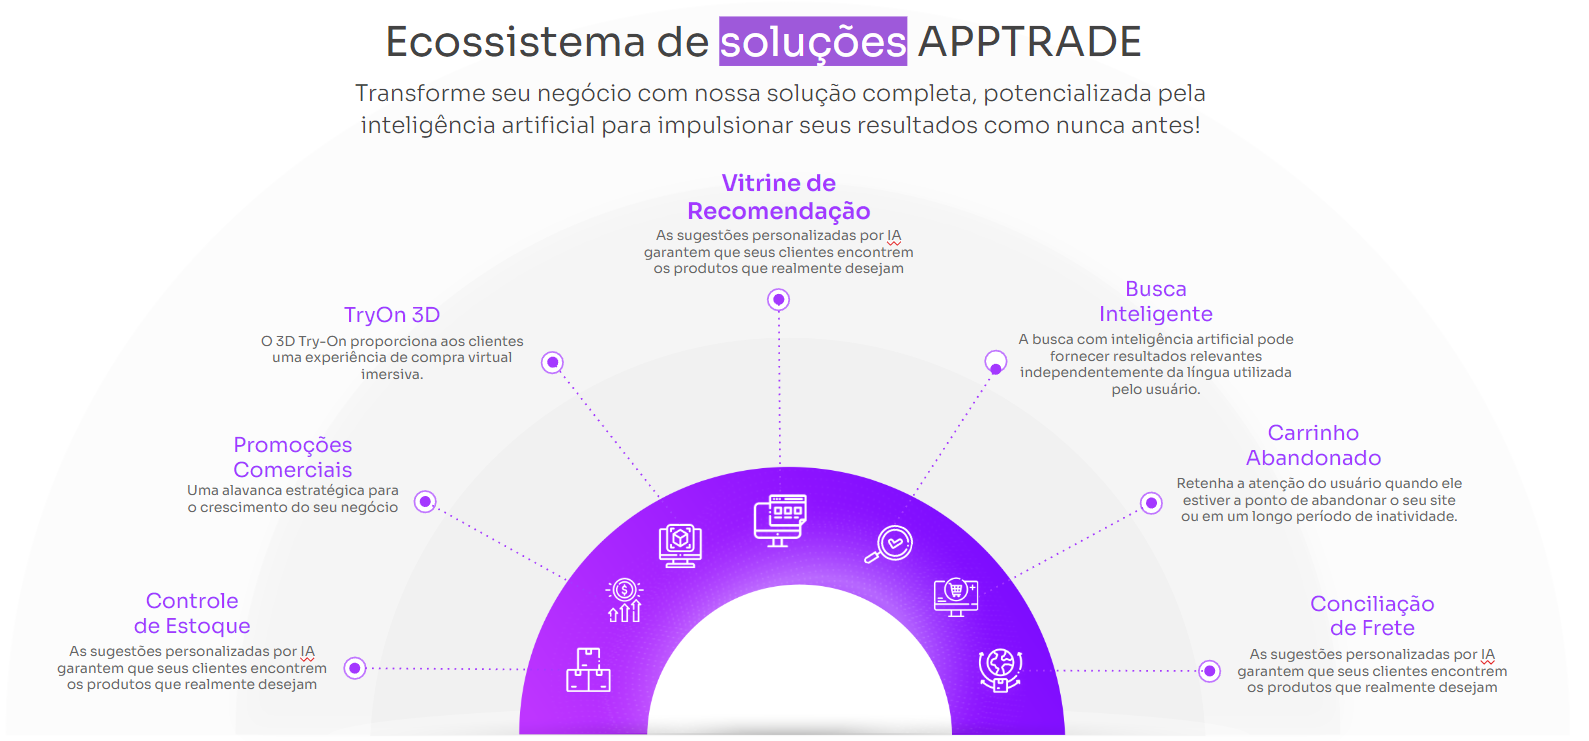 Ecossistema de soluções APPTRADE
Transforme seu negócio com nossa solução completa, potencializada pela
inteligência artificial para impulsionar seus resultados como nunca antes!
Vitrine de
Recomendação
As sugestões personalizadas por IA
garantem que seus clientes encontrem
os produtos que realmente desejam
TryOn 3D
O 3D Try-On proporciona aos clientes
uma experiência de compra virtual
imersiva.
Busca
Inteligente
A busca com inteligência artificial pode
fornecer resultados relevantes
independentemente da língua utilizada
pelo usuário.
Promoções
Comerciais
Uma alavanca estratégica para
o crescimento do seu negócio
Carrinho
Abandonado
Retenha a atenção do usuário quando ele
estiver a ponto de abandonar o seu site
ou em um longo período de inatividade.
Controle
de Estoque
As sugestões personalizadas por IA
garantem que seus clientes encontrem
os produtos que realmente desejam
Conciliação
de Frete
As sugestões personalizadas por IA
garantem que seus clientes encontrem
os produtos que realmente desejam